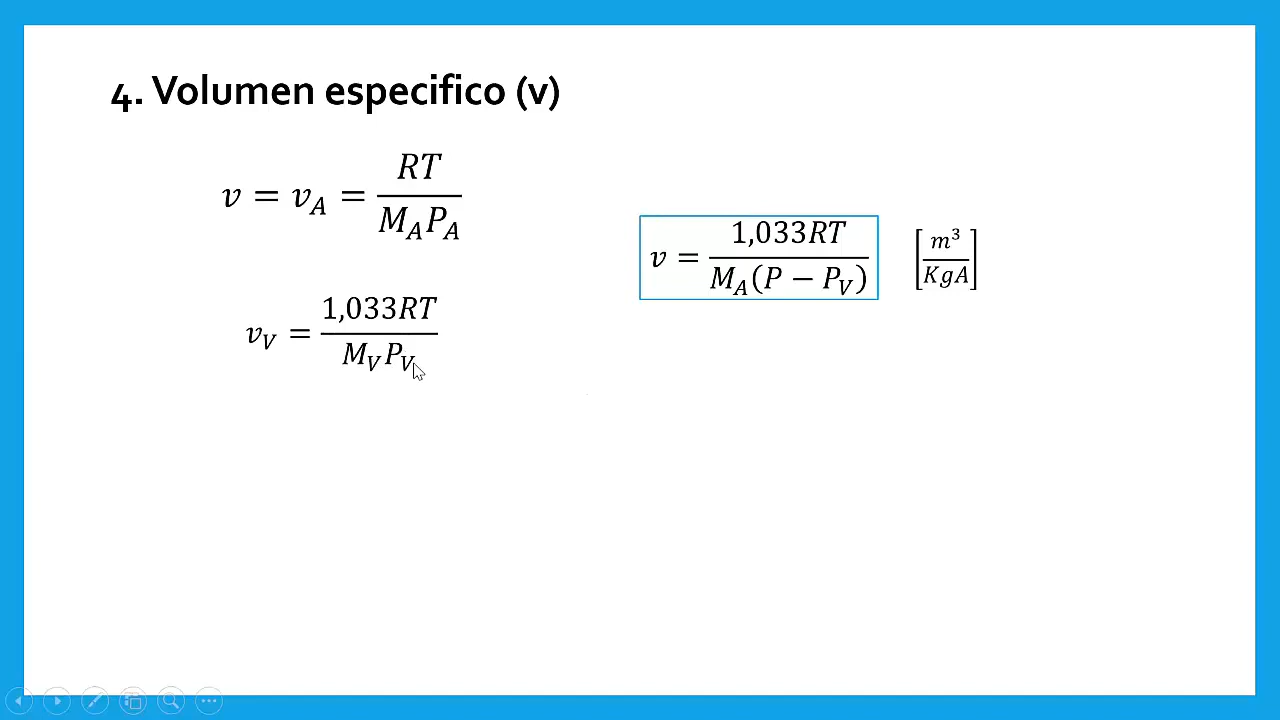 4. Volumen especifico (v)
v = v_A = RT / M_A P_A
v = 1,033RT / M_A(P − P_V) [m³ / KgA]
v_V = 1,033RT / M_V P_V